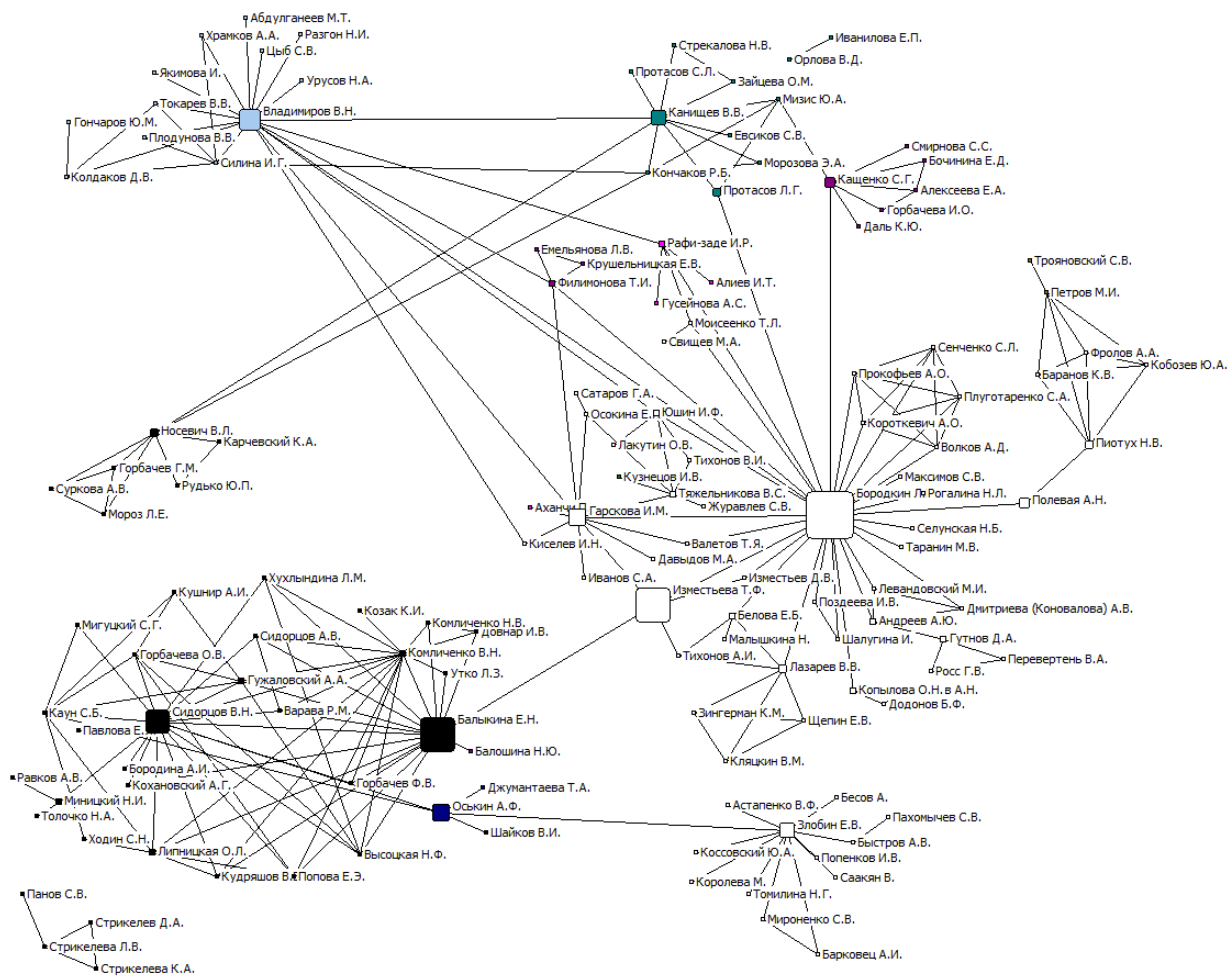 Абдулганеев М.Т.
Храмков А.А.
Разгон Н.И.
Цыб С.В.
Якимова И.
Урусов Н.А.
Токарев В.В.
Владимиров В.Н.
Гончаров Ю.М.
Плодунова В.В.
Силина И.Г.
Колдаков Д.В.
Стрекалова Н.В.
Иванилова Е.П.
Орлова В.Д.
Протасов С.Л.
Зайцева О.М.
Мизис Ю.А.
Канищев В.В.
Евсиков С.В.
Морозова Э.А.
Кончаков Р.Б.
Протасов Л.Г.
Смирнова С.С.
Бочинина Е.Д.
Кащенко С.Г.
Алексеева Е.А.
Горбачева И.О.
Даль К.Ю.
Рафи-заде И.Р.
Емельянова Л.В.
Крушельницкая Е.В.
Филимонова Т.И.
Алиев И.Т.
Гусейнова А.С.
Моисеенко Т.Л.
Свищев М.А.
Трояновский С.В.
Петров М.И.
Фролов А.А.
Кобозев Ю.А.
Баранов К.В.
Пиотух Н.В.
Полевая А.Н.
Сенченко С.Л.
Прокофьев А.О.
Плуготаренко С.А.
Короткевич А.О.
Волков А.Д.
Максимов С.В.
Бородкин Л
Рогалина Н.Л.
Селунская Н.Б.
Таранин М.В.
Сатаров Г.А.
Осокина Е.
Юшин И.Ф.
Лакутин О.В.
Тихонов В.И.
Кузнецов И.В.
Тяжельникова В.С.
Журавлев С.В.
Аханчи П
Гарскова И.М.
Киселев И.Н.
Валетов Т.Я.
Давыдов М.А.
Иванов С.А.
Носевич В.Л.
Карчевский К.А.
Горбачев Г.М.
Рудько Ю.П.
Суркова А.В.
Мороз Л.Е.
Изместьев Д.В.
Изместьева Т.Ф.
Левандовский М.И.
Поздеева И.В.
Дмитриева (Коновалова) А.В.
Андреев А.Ю.
Белова Е.Б.
Малышкина Н.
Шалугина И.
Гутнов Д.А.
Тихонов А.И.
Лазарев В.В.
Перевертень В.А.
Росс Г.В.
Копылова О.Н. в А.Н.
Додонов Б.Ф.
Зингерман К.М.
Щепин Е.В.
Кляцкин В.М.
Хухлындина Л.М.
Кушнир А.И.
Козак К.И.
Мигуцкий С.Г.
Сидорцов А.В.
Комличенко Н.В.
Довнар И.В.
Горбачева О.В.
Комличенко В.Н.
Гужаловский А.А.
Утко Л.З.
Каун С.Б.
Сидорцов В.Н.
Варава Р.М.
Павлова Е.
Балыкина Е.Н.
Балошина Н.Ю.
Бородина А.И.
Равков А.В.
Кохановский А.Г.
Горбачев Ф.В.
Джумантаева Т.А.
Миницкий Н.И.
Оськин А.Ф.
Толочко Н.А.
Шайков В.И.
Ходин С.Н.
Липницкая О.Л.
Высоцкая Н.Ф.
Кудряшов В.
Попова Е.Э.
Панов С.В.
Стрикелев Д.А.
Стрикелева Л.В.
Стрикелева К.А.
Бесов А.
Астапенко В.Ф.
Пахомычев С.В.
Злобин Е.В.
Быстров А.В.
Коссовский Ю.А.
Попенков И.В.
Саакян В.
Королева М.
Томилина Н.Г.
Мироненко С.В.
Барковец А.И.